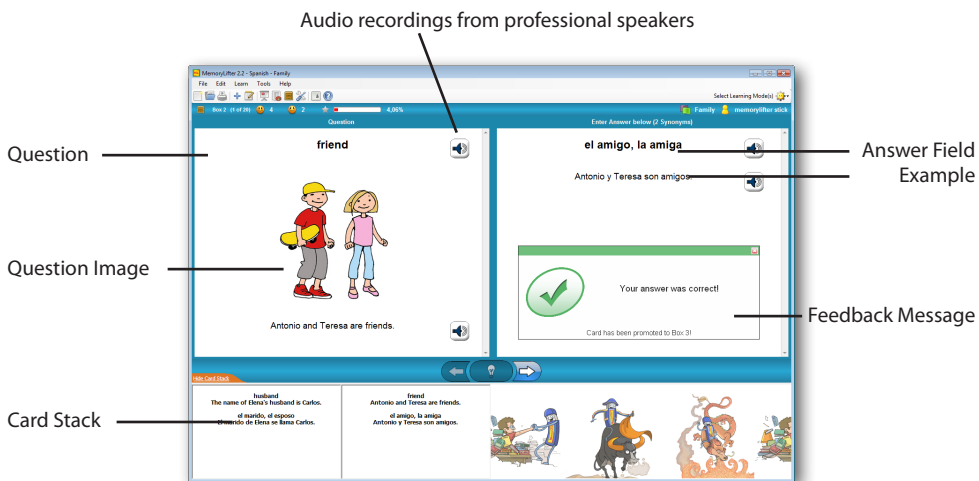 Audio recordings from professional speakers
MemoryLifter 2.2 - Spanish - Family
File Edit Learn Tools Help
Select Learning Mode(s)
Box 2 (1 of 26) 4 2 4,06% Family memorylifter stick
Question
Enter Answer below (2 Synonyms)
Question
friend
el amigo, la amiga
Answer Field
Antonio y Teresa son amigos.
Example
Question Image
Your answer was correct!
Feedback Message
Antonio and Teresa are friends.
Card has been promoted to Box 3!
Hide Card Stack
Card Stack
husband
The name of Elena's husband is Carlos.
el marido, el esposo
El marido de Elena se llama Carlos.
friend
Antonio and Teresa are friends.
el amigo, la amiga
Antonio y Teresa son amigos.